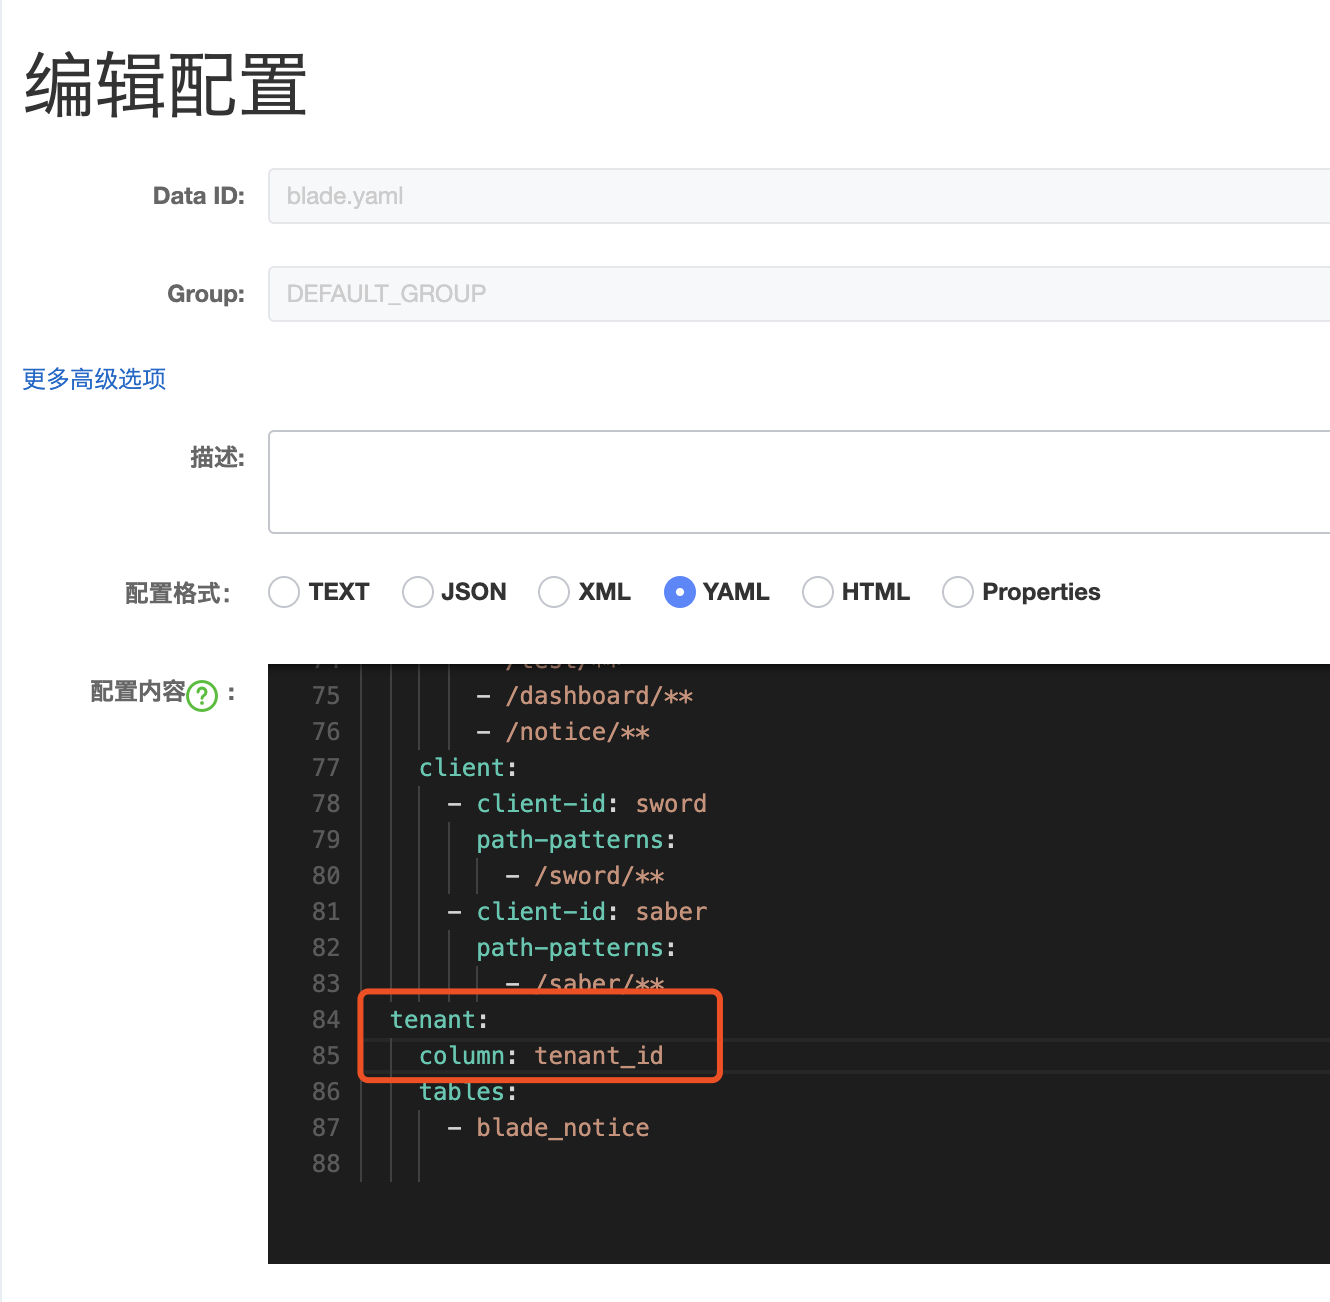 编辑配置
Data ID: blade.yaml
Group: DEFAULT_GROUP
更多高级选项
描述:
配置格式: TEXT JSON XML YAML HTML Properties
配置内容? :
75 - /dashboard/**
76 - /notice/**
77 client:
78 - client-id: sword
79 path-patterns:
80 - /sword/**
81 - client-id: saber
82 path-patterns:
83 - /saber/**
84 tenant:
85 column: tenant_id
86 tables:
87 - blade_notice
88